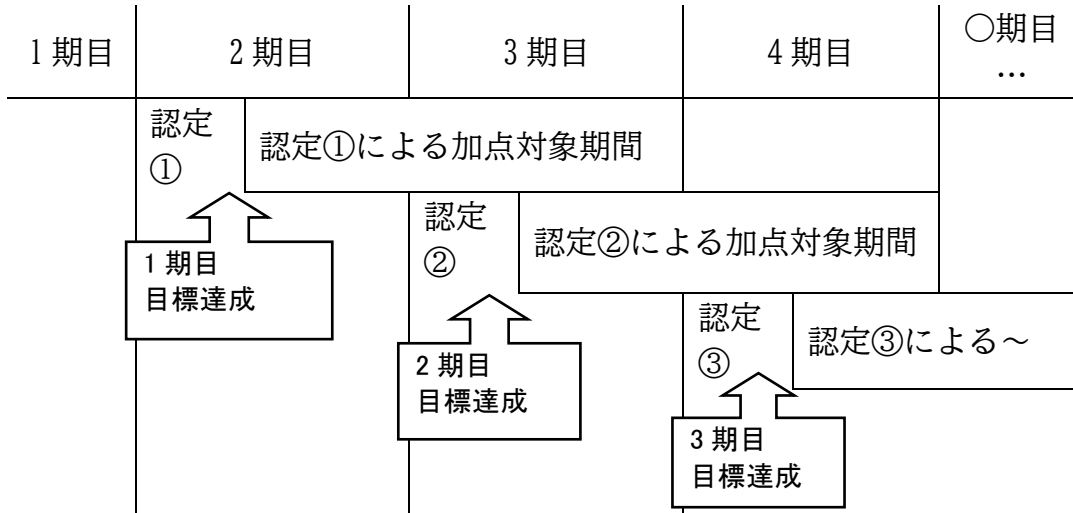 1期目
2期目
3期目
4期目
○期目
…
認定
①
認定①による加点対象期間
認定
②
認定②による加点対象期間
1期目
目標達成
認定
③
認定③による～
2期目
目標達成
3期目
目標達成